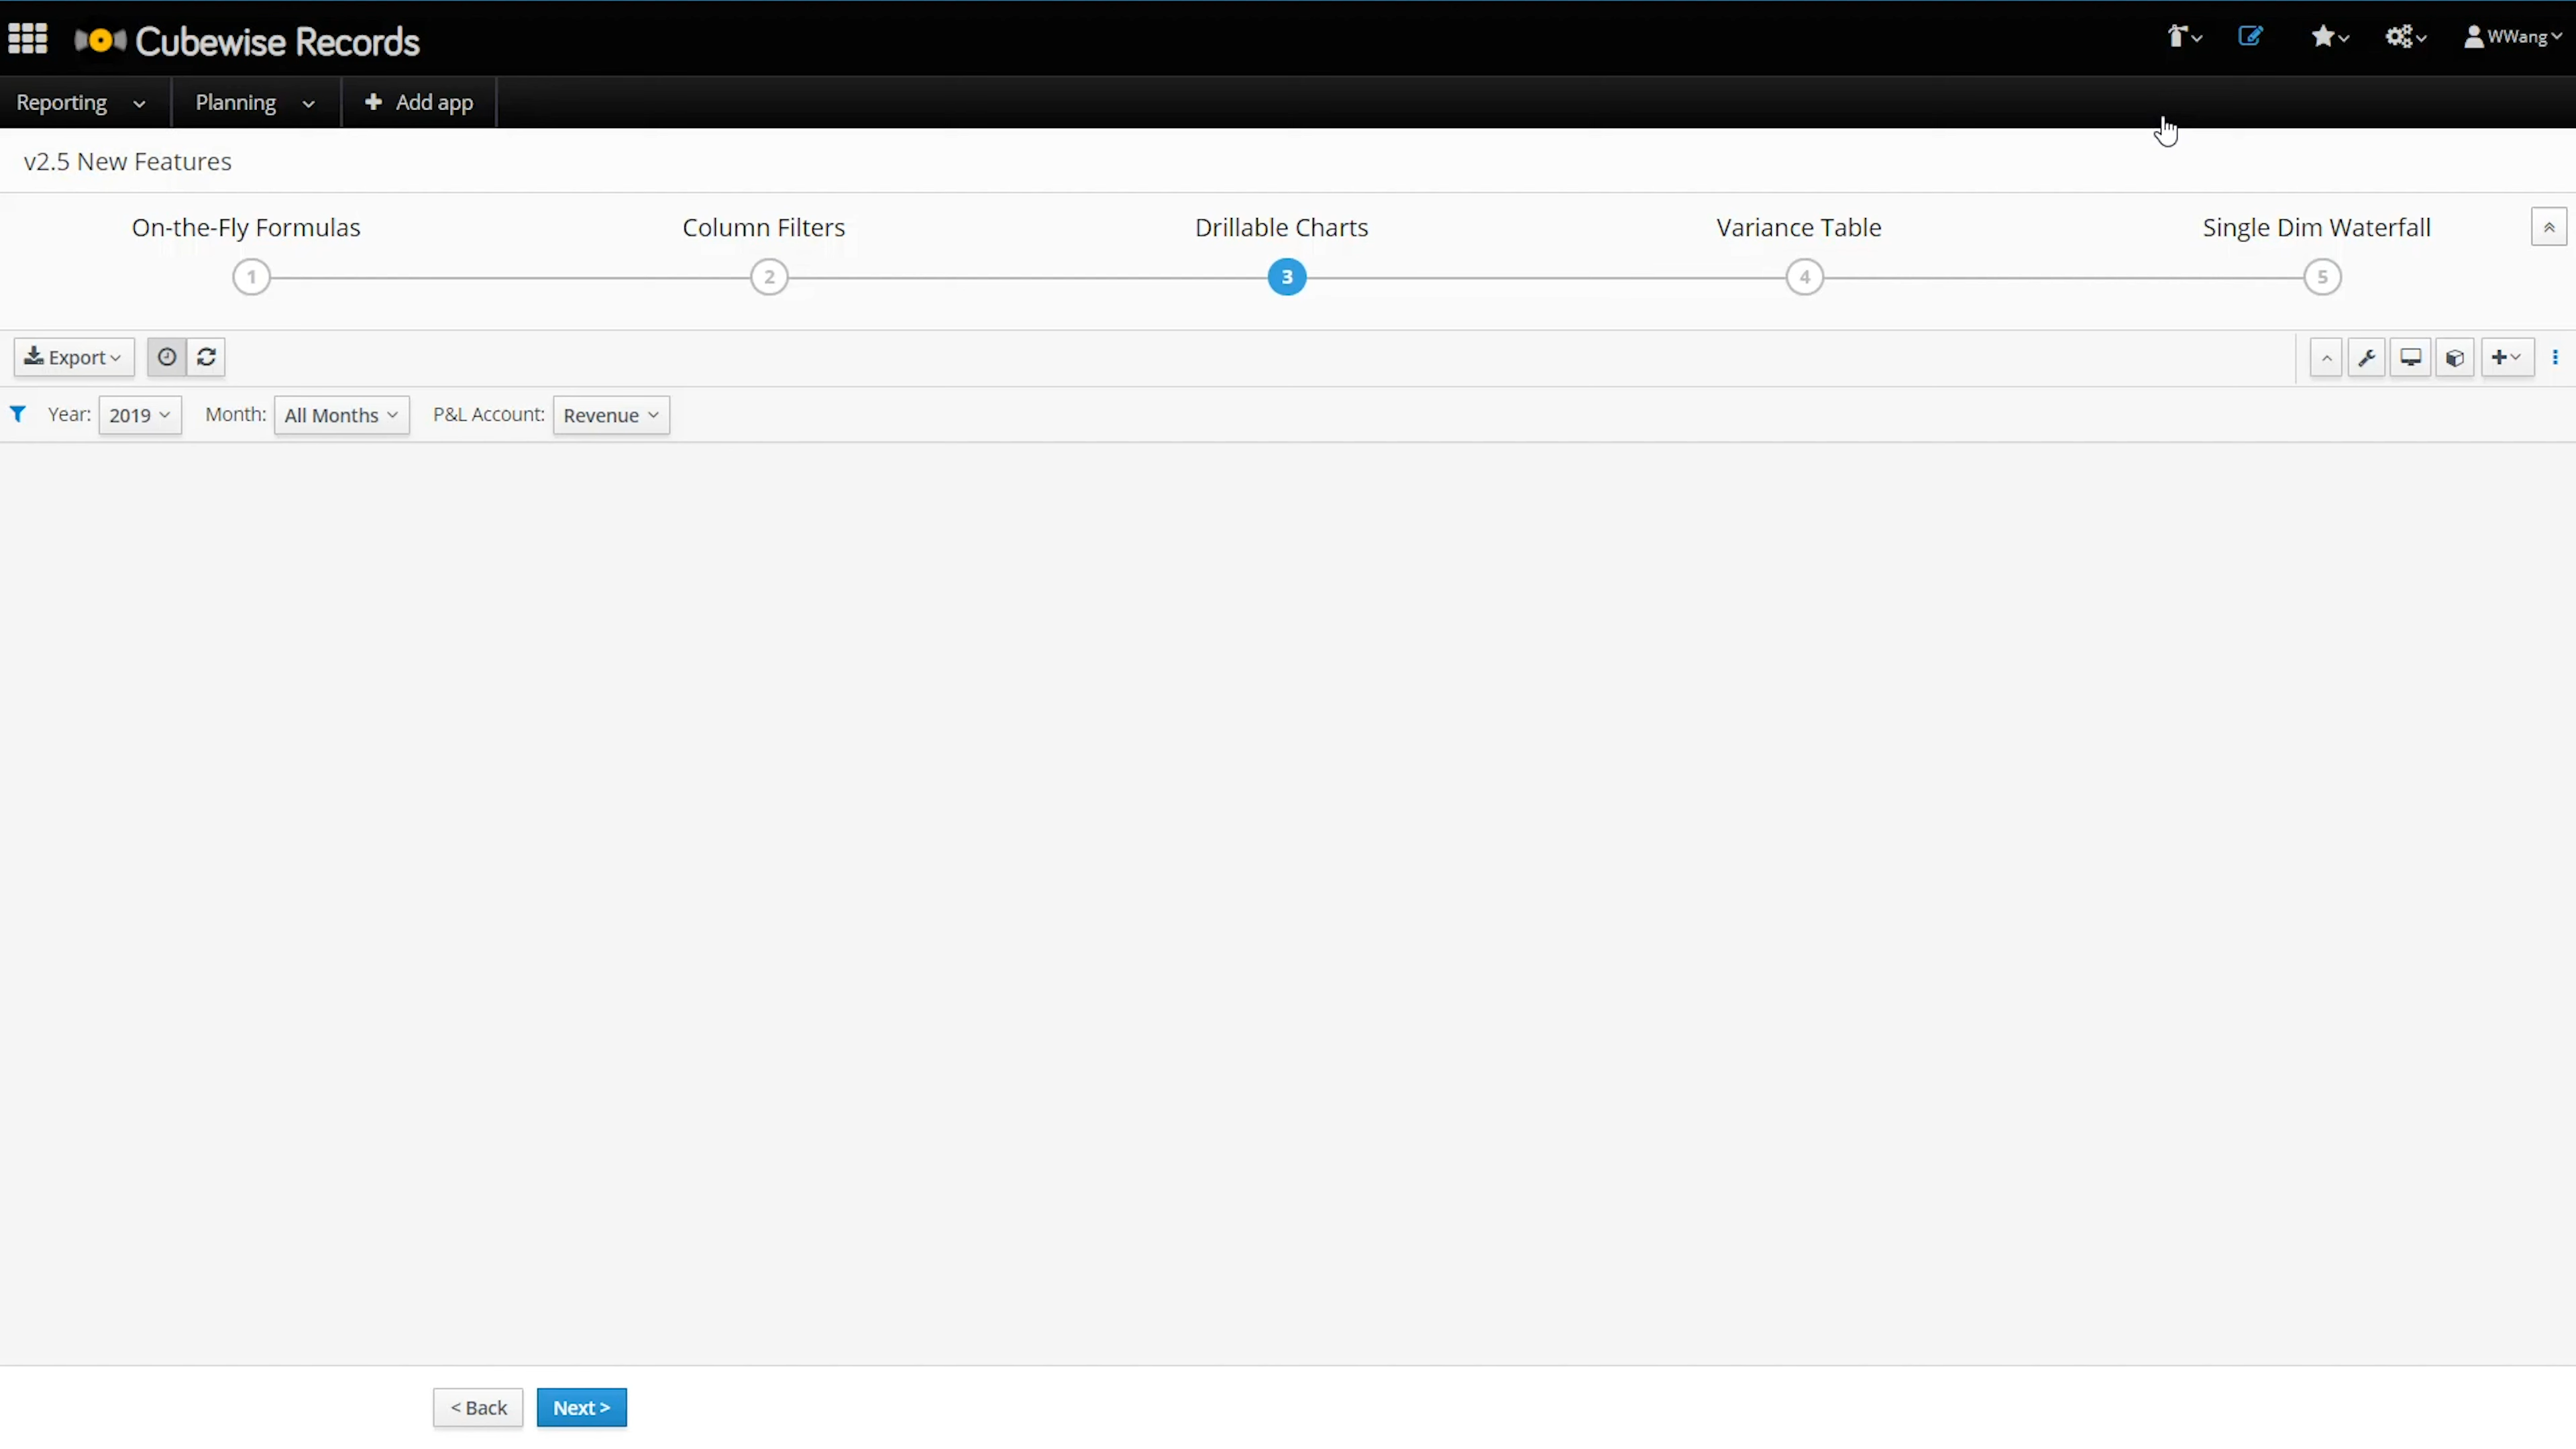 Cubewise Records
WWang
Reporting Planning Add app
v2.5 New Features
On-the-Fly Formulas Column Filters Drillable Charts Variance Table Single Dim Waterfall
1 2 3 4 5
Export
Year: 2019 Month: All Months P&L Account: Revenue
< Back Next >